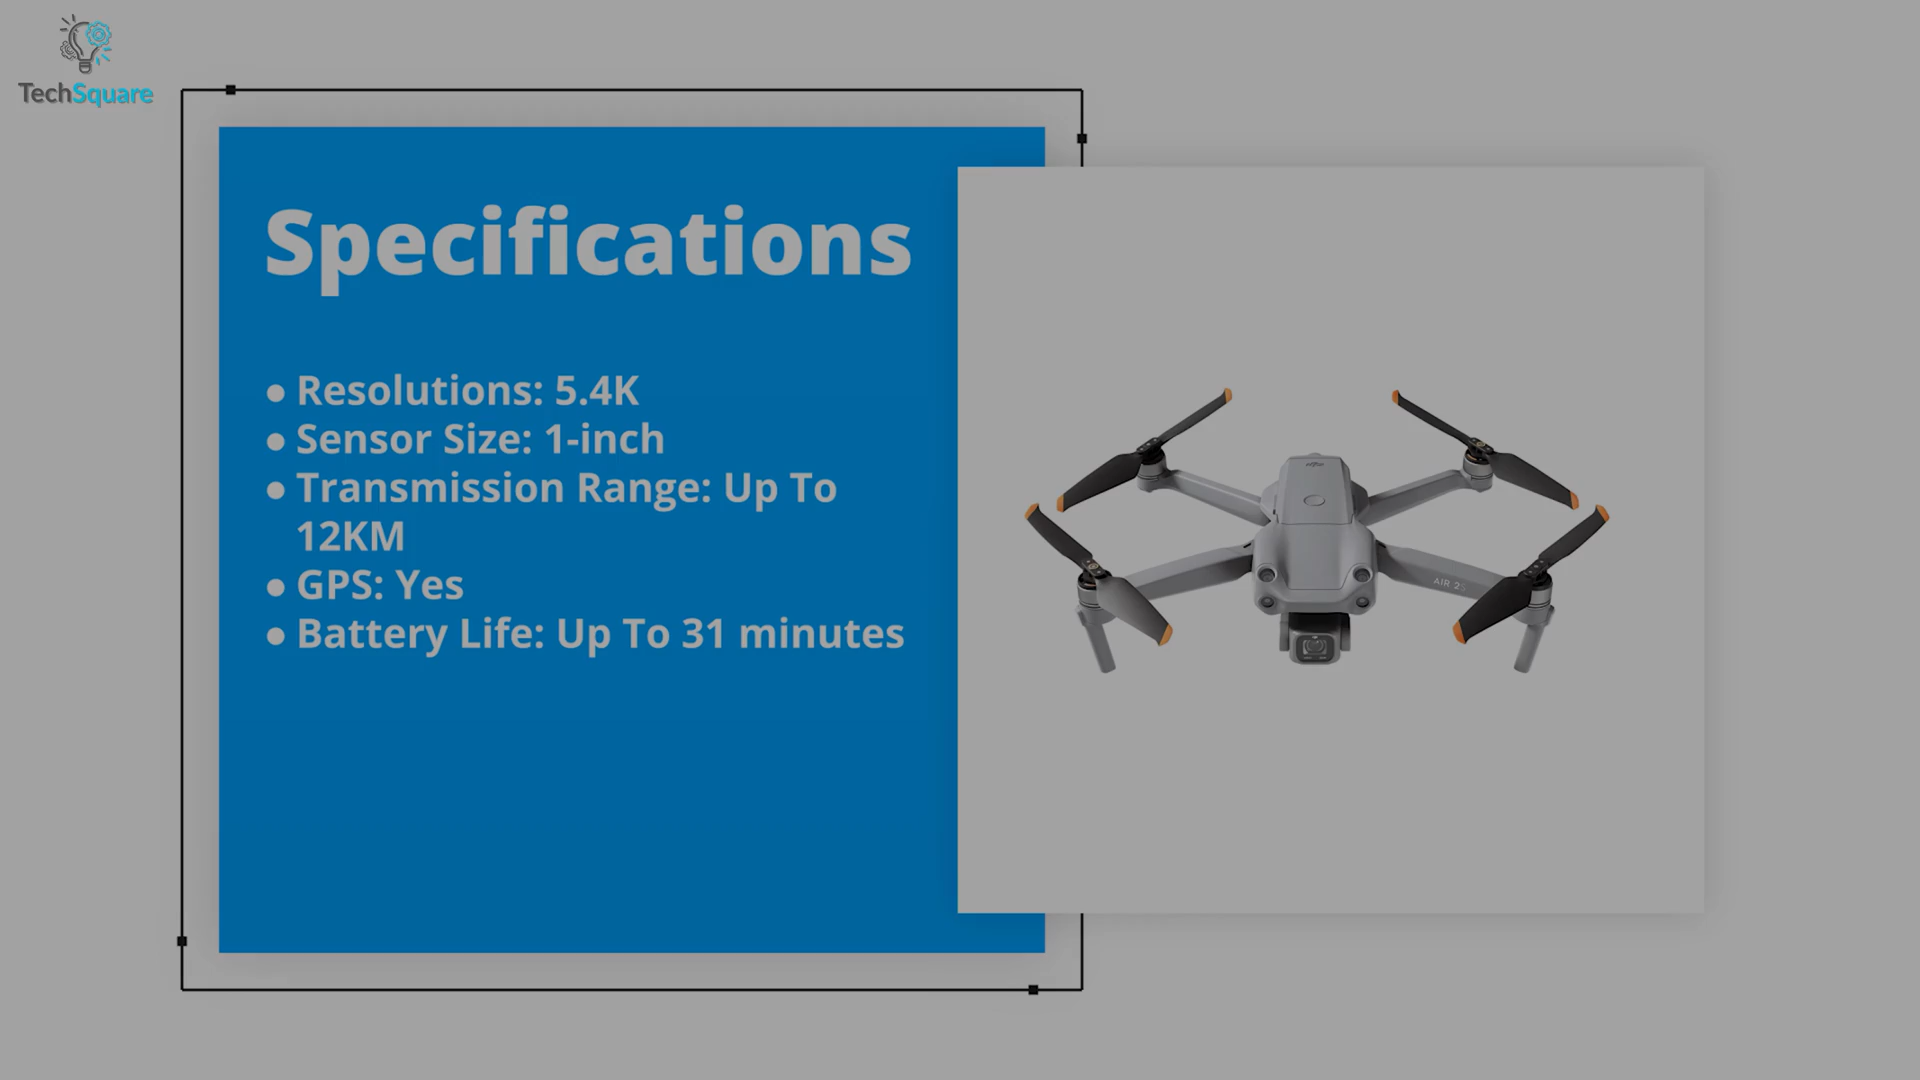 TechSquare
Specifications
● Resolutions: 5.4K
● Sensor Size: 1-inch
● Transmission Range: Up To
12KM
● GPS: Yes
● Battery Life: Up To 31 minutes
AIR 2S